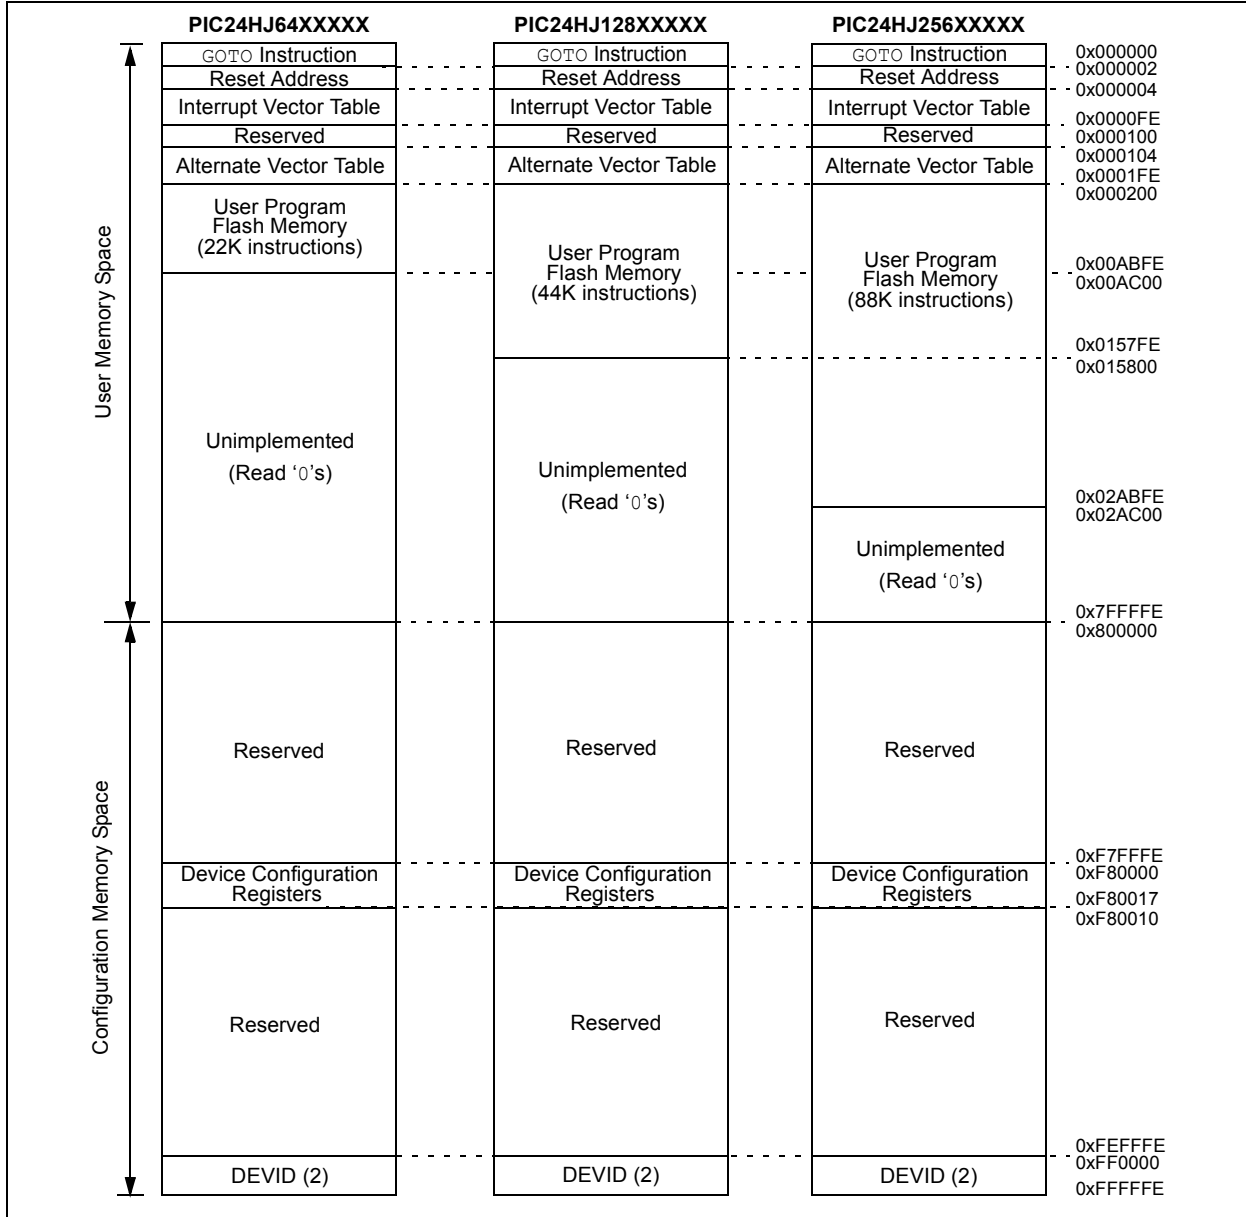 PIC24HJ64XXXXX
PIC24HJ128XXXXX
PIC24HJ256XXXXX
GOTO Instruction
Reset Address
Interrupt Vector Table
Reserved
Alternate Vector Table
User Program
Flash Memory
(22K instructions)
Unimplemented
(Read ‘0’s)
Reserved
Device Configuration
Registers
Reserved
DEVID (2)
GOTO Instruction
Reset Address
Interrupt Vector Table
Reserved
Alternate Vector Table
User Program
Flash Memory
(44K instructions)
Unimplemented
(Read ‘0’s)
Reserved
Device Configuration
Registers
Reserved
DEVID (2)
GOTO Instruction
Reset Address
Interrupt Vector Table
Reserved
Alternate Vector Table
User Program
Flash Memory
(88K instructions)
Unimplemented
(Read ‘0’s)
Reserved
Device Configuration
Registers
Reserved
DEVID (2)
0x000000
0x000002
0x000004
0x0000FE
0x000100
0x000104
0x0001FE
0x000200
0x00ABFE
0x00AC00
0x0157FE
0x015800
0x02ABFE
0x02AC00
0x7FFFFE
0x800000
0xF7FFFE
0xF80000
0xF80017
0xF80010
0xFEFFFE
0xFF0000
0xFFFFFE
User Memory Space
Configuration Memory Space